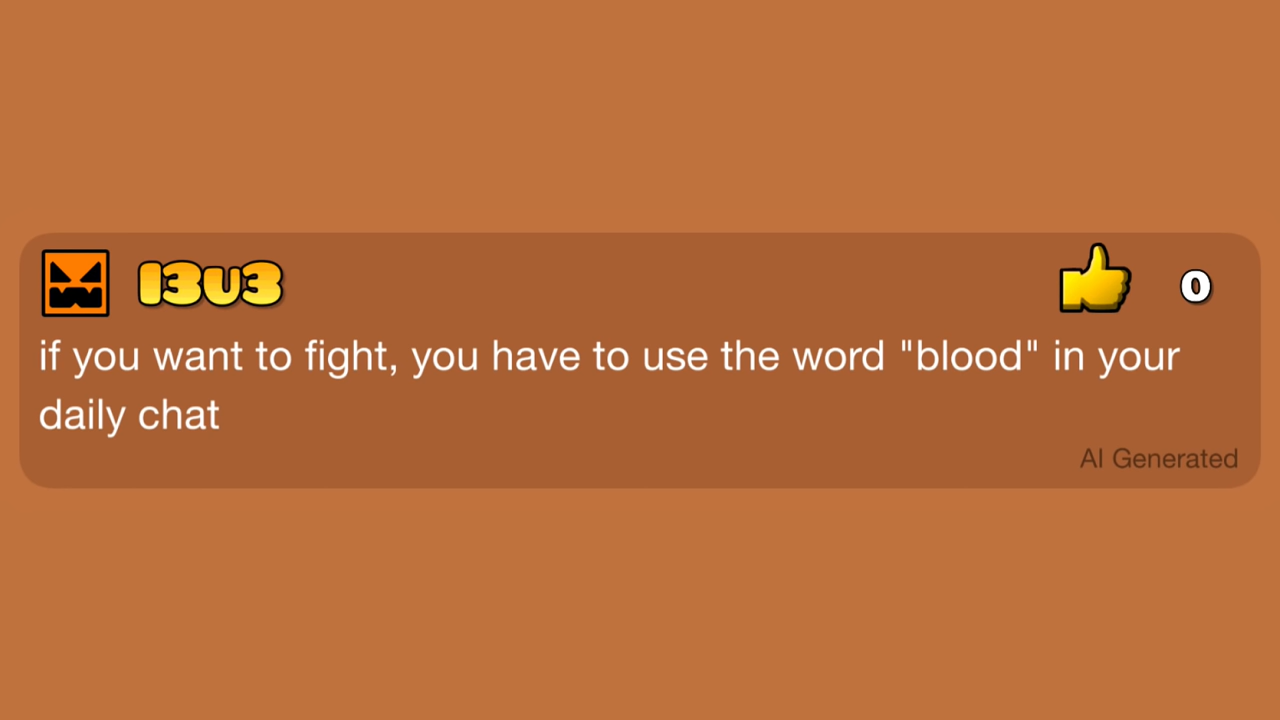 l3u3
0
if you want to fight, you have to use the word "blood" in your
daily chat
AI Generated